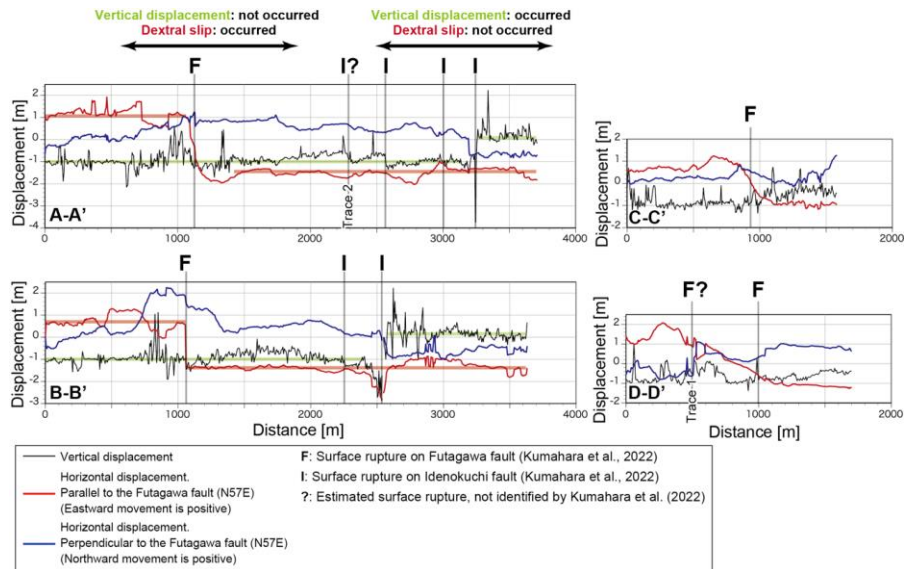 Vertical displacement: not occurred
Dextral slip: occurred
Vertical displacement: occurred
Dextral slip: not occurred
F
I?
I
I
I
Displacement [m]
2
1
0
-1
-2
-3
-4
A-A'
Trace-2
0
1000
2000
3000
4000
F
Displacement [m]
2
1
0
-1
-2
C-C'
0
1000
2000
F
I
I
Displacement [m]
2
1
0
-1
-2
-3
B-B'
0
1000
2000
3000
4000
F?
F
Displacement [m]
2
1
0
-1
-2
D-D'
Trace-1
0
1000
2000
Distance [m]
Distance [m]
Vertical displacement
Horizontal displacement.
Parallel to the Futagawa fault (N57E)
(Eastward movement is positive)
Horizontal displacement.
Perpendicular to the Futagawa fault (N57E)
(Northward movement is positive)
F: Surface rupture on Futagawa fault (Kumahara et al., 2022)
I: Surface rupture on Idenokuchi fault (Kumahara et al., 2022)
?: Estimated surface rupture, not identified by Kumahara et al. (2022)